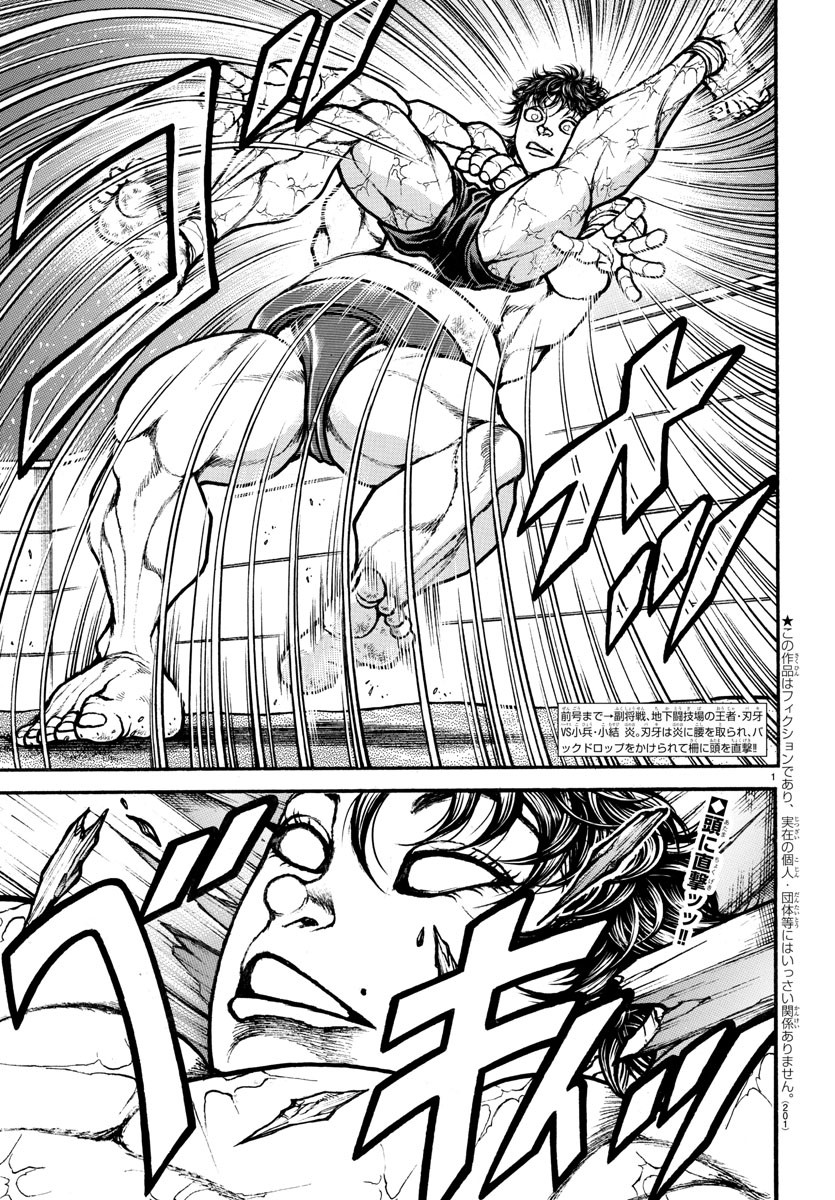 グワッ
メッ
前号まで→副将戦、地下闘技場の王者・刃牙
VS小兵・小結 炎。刃牙は炎に腰を取られ、バ
ックドロップをかけられて柵に頭を直撃!!
1
◆頭に直撃ッッ!!
ベキィッ
★この作品はフィクションであり、実在の個人・団体等にはいっさい関係ありません。
(201)